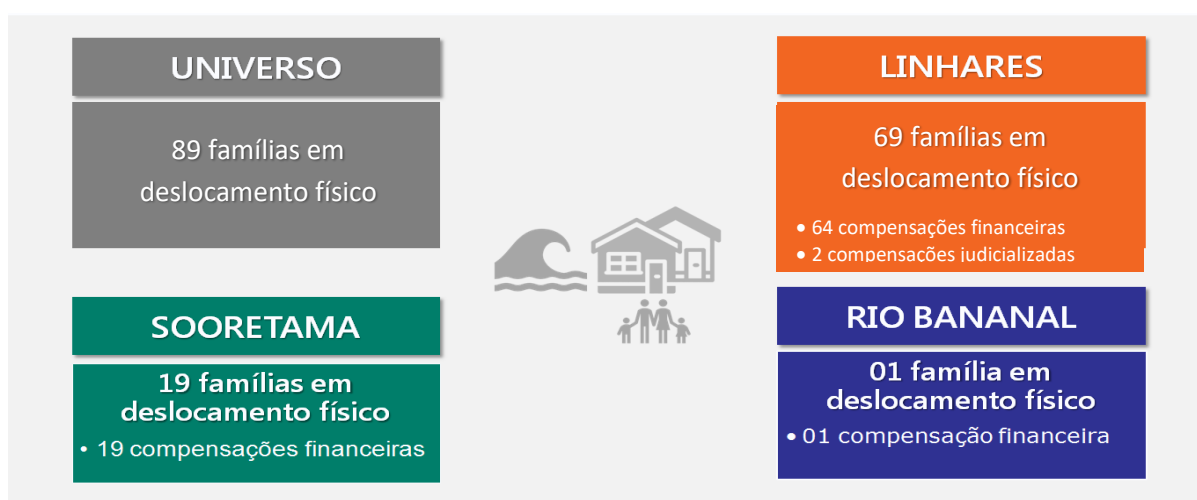 UNIVERSO
89 famílias em
deslocamento físico
LINHARES
69 famílias em
deslocamento físico
• 64 compensações financeiras
• 2 compensações judicializadas
SOORETAMA
19 famílias em
deslocamento físico
• 19 compensações financeiras
RIO BANANAL
01 família em
deslocamento físico
• 01 compensação financeira